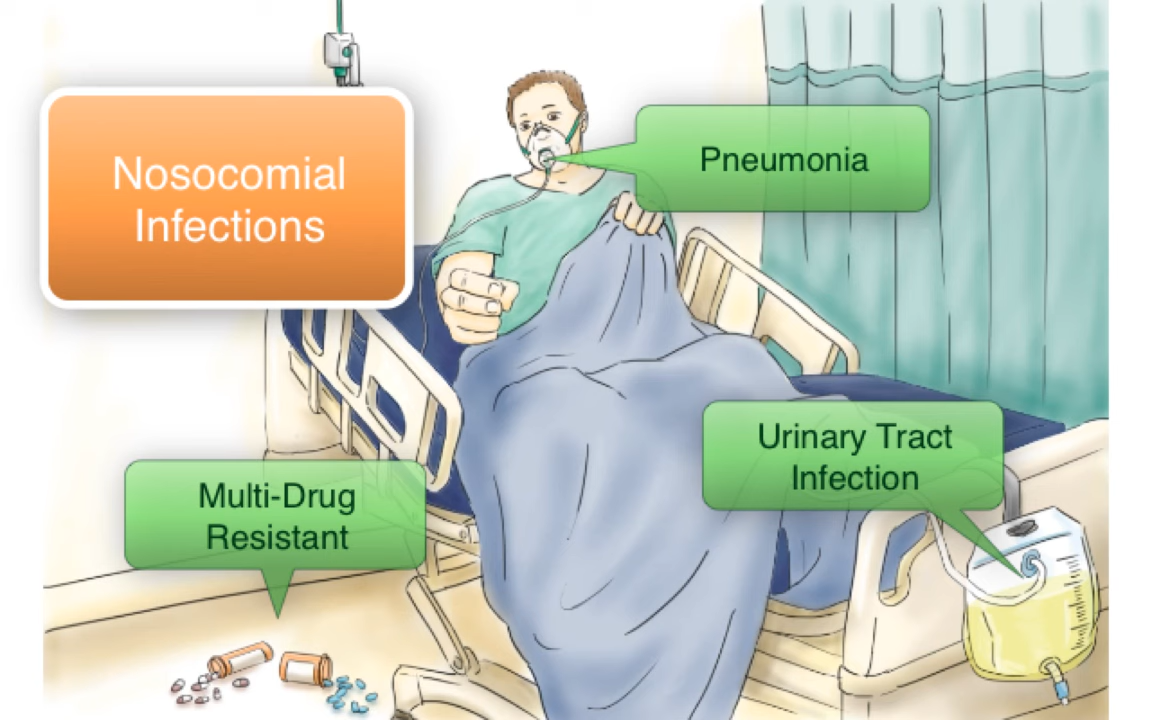 Nosocomial
Infections
Pneumonia
Urinary Tract
Infection
Multi-Drug
Resistant